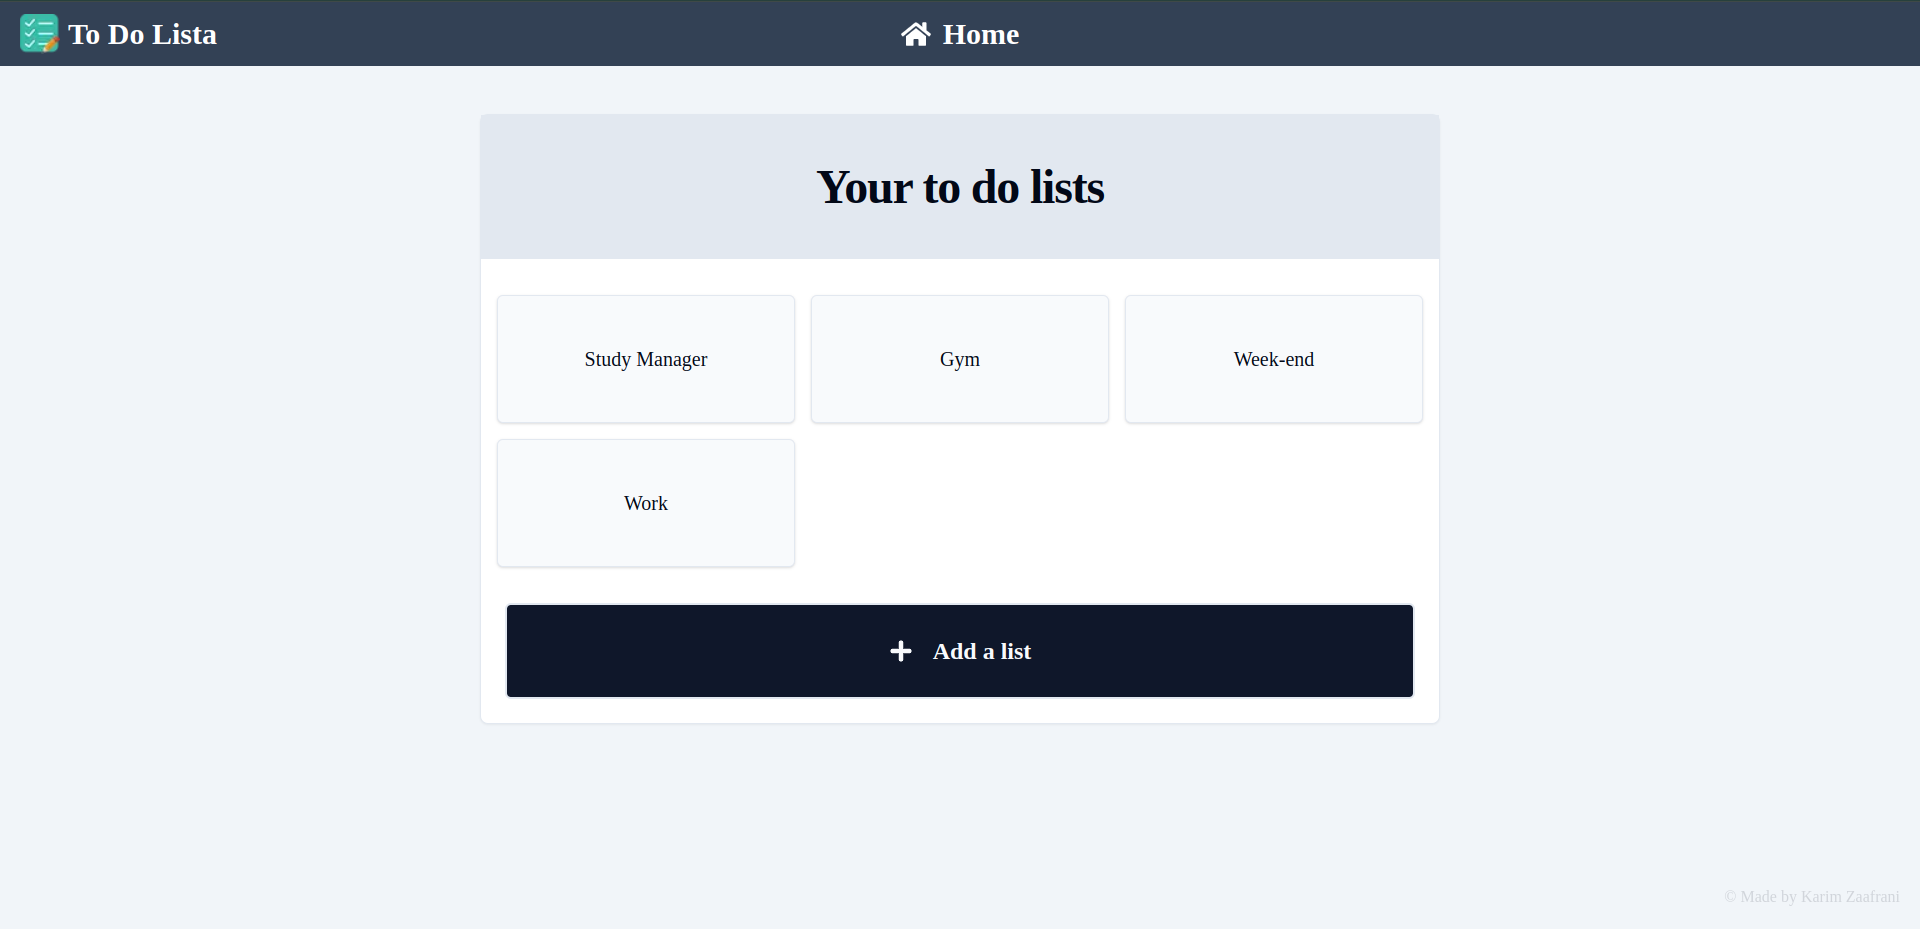 To Do Lista
Home
Your to do lists
Study Manager
Gym
Week-end
Work
Add a list
© Made by Karim Zaafrani